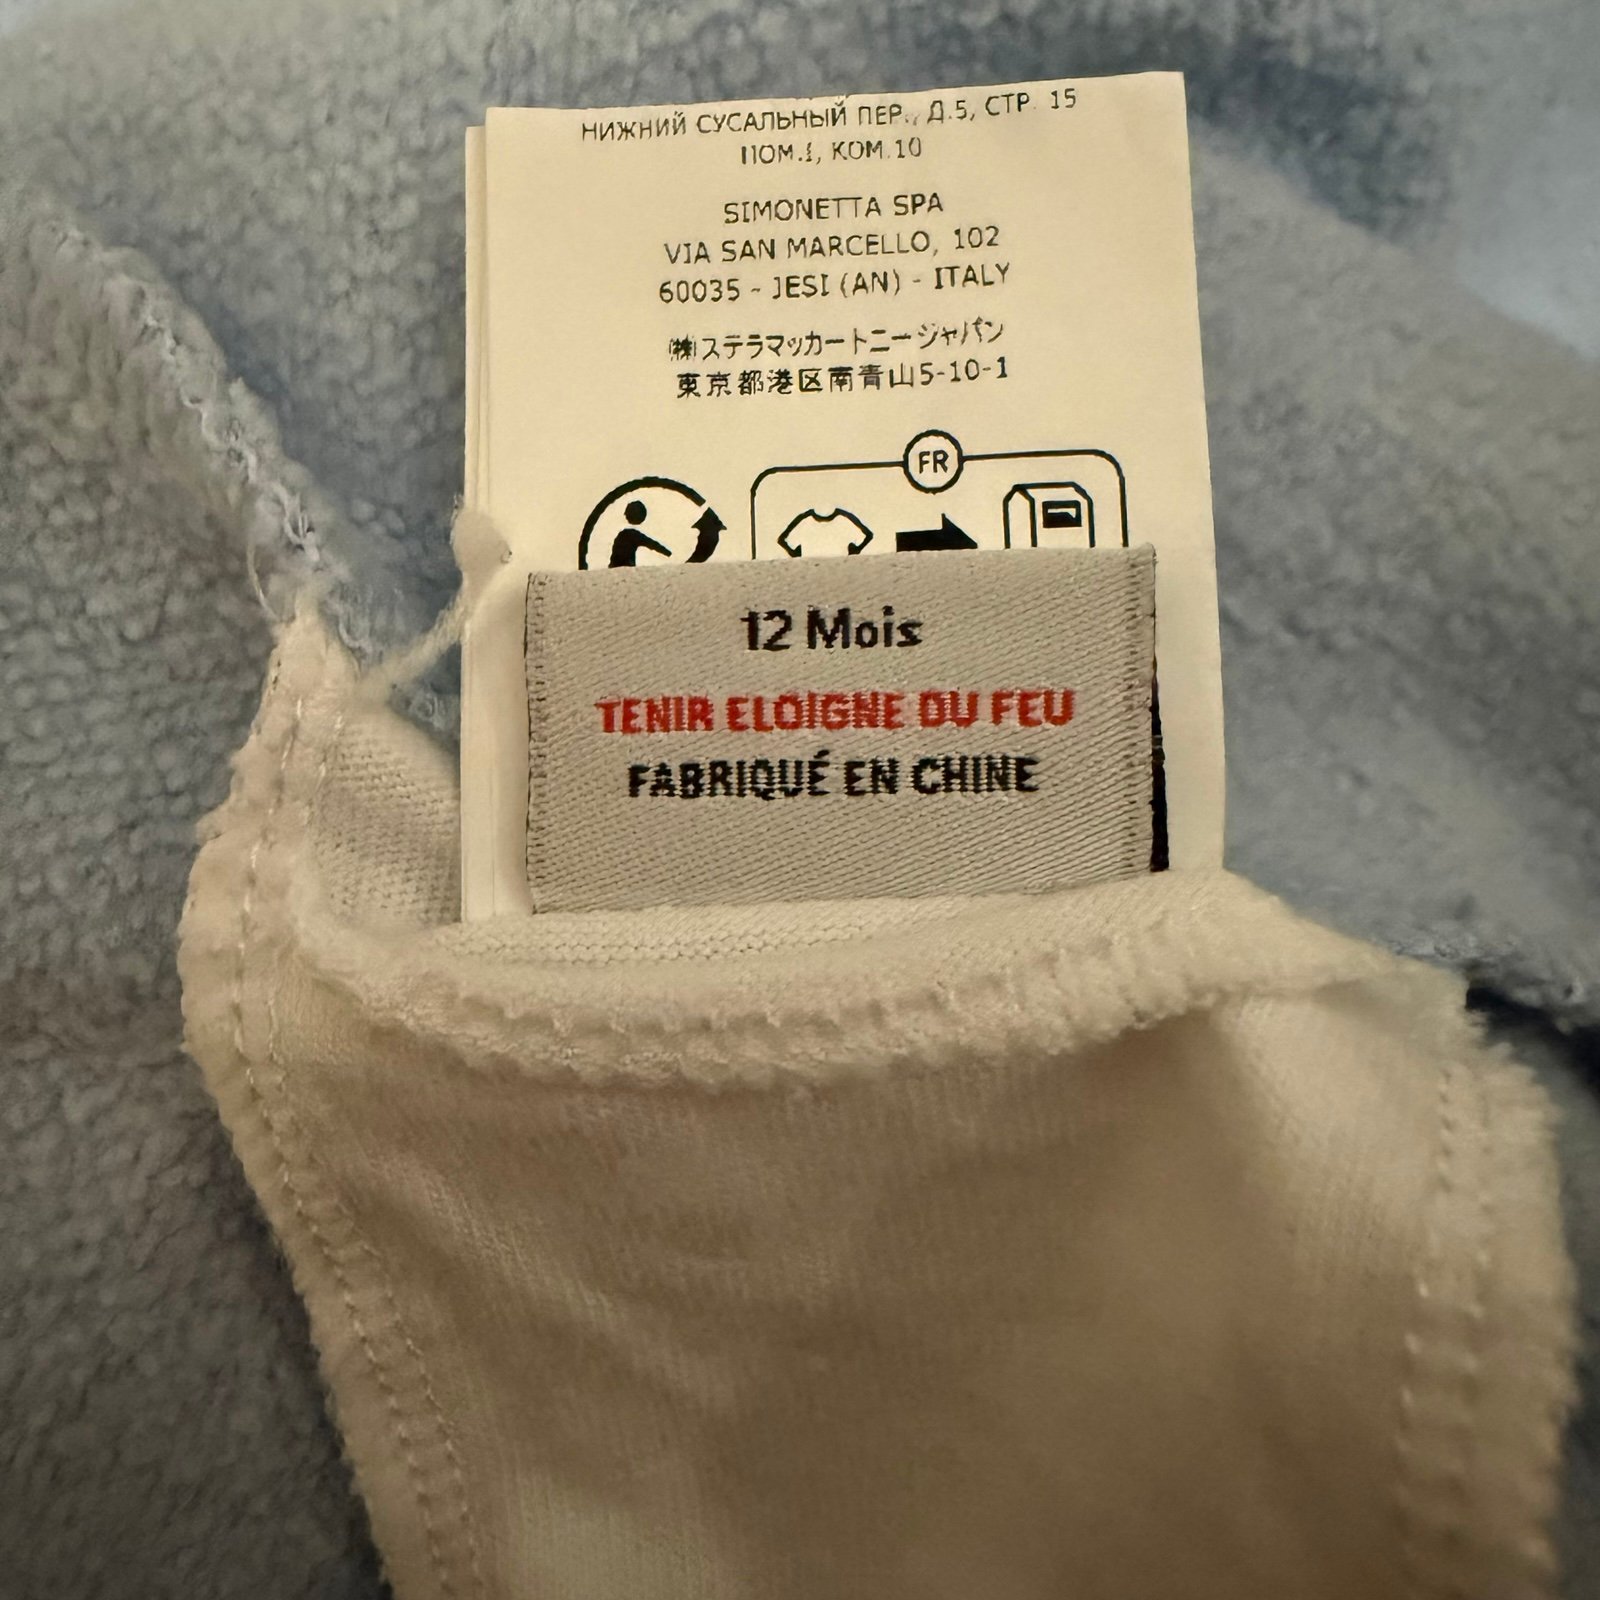 НИЖНИЙ СУСАЛЬНЫЙ ПЕР., Д.5, СТР. 15
ПОМ.I, КОМ.10
SIMONETTA SPA
VIA SAN MARCELLO, 102
60035 - JESI (AN) - ITALY
㈱ステラマッカートニージャパン
東京都港区南青山5-10-1
FR
12 Mois
TENIR ELOIGNE DU FEU
FABRIQUÉ EN CHINE